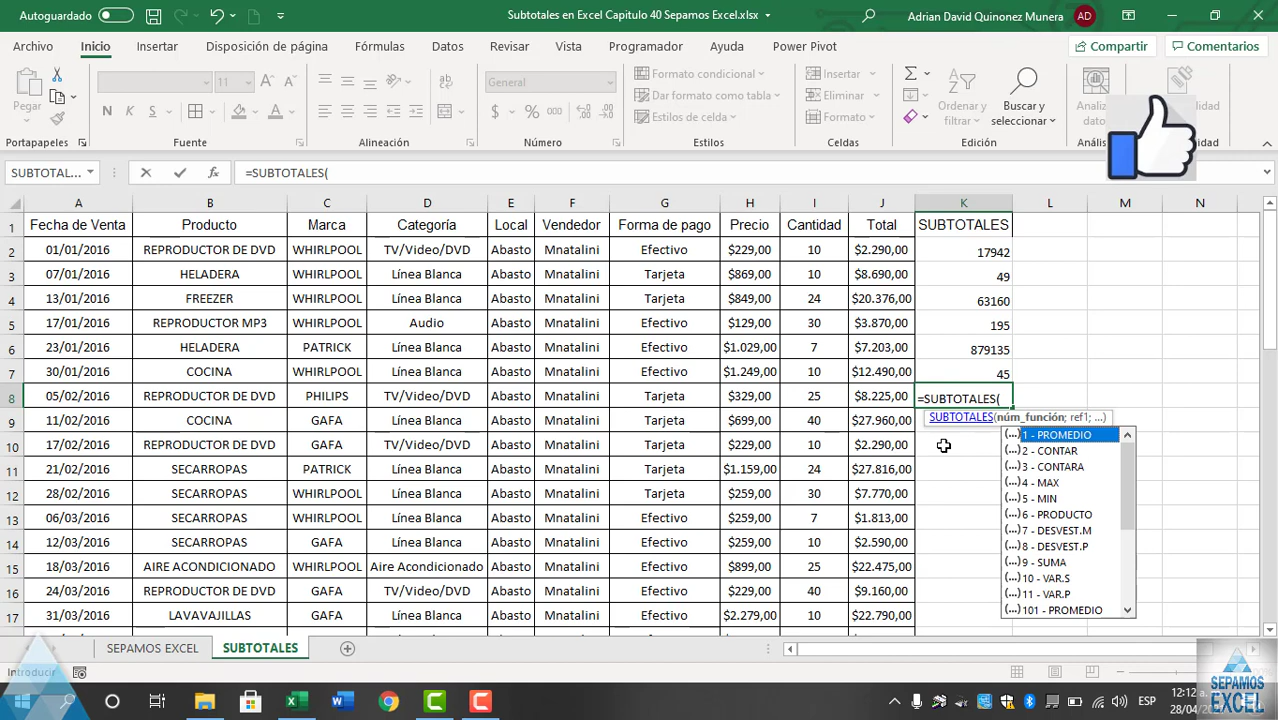 Autoguardado
Subtotales en Excel Capitulo 40 Sepamos Excel.xlsx
Adrian David Quinonez Munera AD
Archivo Inicio Insertar Disposición de página Fórmulas Datos Revisar Vista Programador Ayuda Power Pivot Compartir Comentarios
Pegar
N K S
11
General
$ % 000
Formato condicional
Dar formato como tabla
Estilos de celda
Insertar
Eliminar
Formato
Ordenar y filtrar
Buscar y seleccionar
Portapapeles Fuente Alineación Número Estilos Celdas Edición
SUBTOTAL... fx =SUBTOTALES(
A B C D E F G H I J K L M N
1 Fecha de Venta Producto Marca Categoría Local Vendedor Forma de pago Precio Cantidad Total SUBTOTALES
2 01/01/2016 REPRODUCTOR DE DVD WHIRLPOOL TV/Video/DVD Abasto Mnatalini Efectivo $229,00 10 $2.290,00 17942
3 07/01/2016 HELADERA WHIRLPOOL Línea Blanca Abasto Mnatalini Tarjeta $869,00 10 $8.690,00 49
4 13/01/2016 FREEZER WHIRLPOOL Línea Blanca Abasto Mnatalini Tarjeta $849,00 24 $20.376,00 63160
5 17/01/2016 REPRODUCTOR MP3 WHIRLPOOL Audio Abasto Mnatalini Efectivo $129,00 30 $3.870,00 195
6 23/01/2016 HELADERA PATRICK Línea Blanca Abasto Mnatalini Efectivo $1.029,00 7 $7.203,00 879135
7 30/01/2016 COCINA WHIRLPOOL Línea Blanca Abasto Mnatalini Efectivo $1.249,00 10 $12.490,00 45
8 05/02/2016 REPRODUCTOR DE DVD PHILIPS TV/Video/DVD Abasto Mnatalini Tarjeta $329,00 25 $8.225,00 =SUBTOTALES(
SUBTOTALES(núm_función; ref1; ...)
9 11/02/2016 COCINA GAFA Línea Blanca Abasto Mnatalini Tarjeta $699,00 40 $27.960,00
10 17/02/2016 REPRODUCTOR DE DVD GAFA TV/Video/DVD Abasto Mnatalini Tarjeta $229,00 10 $2.290,00
11 21/02/2016 SECARROPAS PATRICK Línea Blanca Abasto Mnatalini Tarjeta $1.159,00 24 $27.816,00
12 28/02/2016 SECARROPAS WHIRLPOOL Línea Blanca Abasto Mnatalini Tarjeta $259,00 30 $7.770,00
13 06/03/2016 SECARROPAS WHIRLPOOL Línea Blanca Abasto Mnatalini Efectivo $259,00 7 $1.813,00
14 12/03/2016 SECARROPAS GAFA Línea Blanca Abasto Mnatalini Efectivo $259,00 10 $2.590,00
15 18/03/2016 AIRE ACONDICIONADO WHIRLPOOL Aire Acondicionado Abasto Mnatalini Efectivo $899,00 25 $22.475,00
16 24/03/2016 REPRODUCTOR DE DVD GAFA TV/Video/DVD Abasto Mnatalini Efectivo $229,00 40 $9.160,00
17 31/03/2016 LAVAVAJILLAS GAFA Línea Blanca Abasto Mnatalini Efectivo $2.279,00 10 $22.790,00
(...) 1 - PROMEDIO
(...) 2 - CONTAR
(...) 3 - CONTARA
(...) 4 - MAX
(...) 5 - MIN
(...) 6 - PRODUCTO
(...) 7 - DESVEST.M
(...) 8 - DESVEST.P
(...) 9 - SUMA
(...) 10 - VAR.S
(...) 11 - VAR.P
(...) 101 - PROMEDIO
SEPAMOS EXCEL SUBTOTALES
Introducir
ESP
12:12 a.
28/04/
SEPAMOS
EXCEL